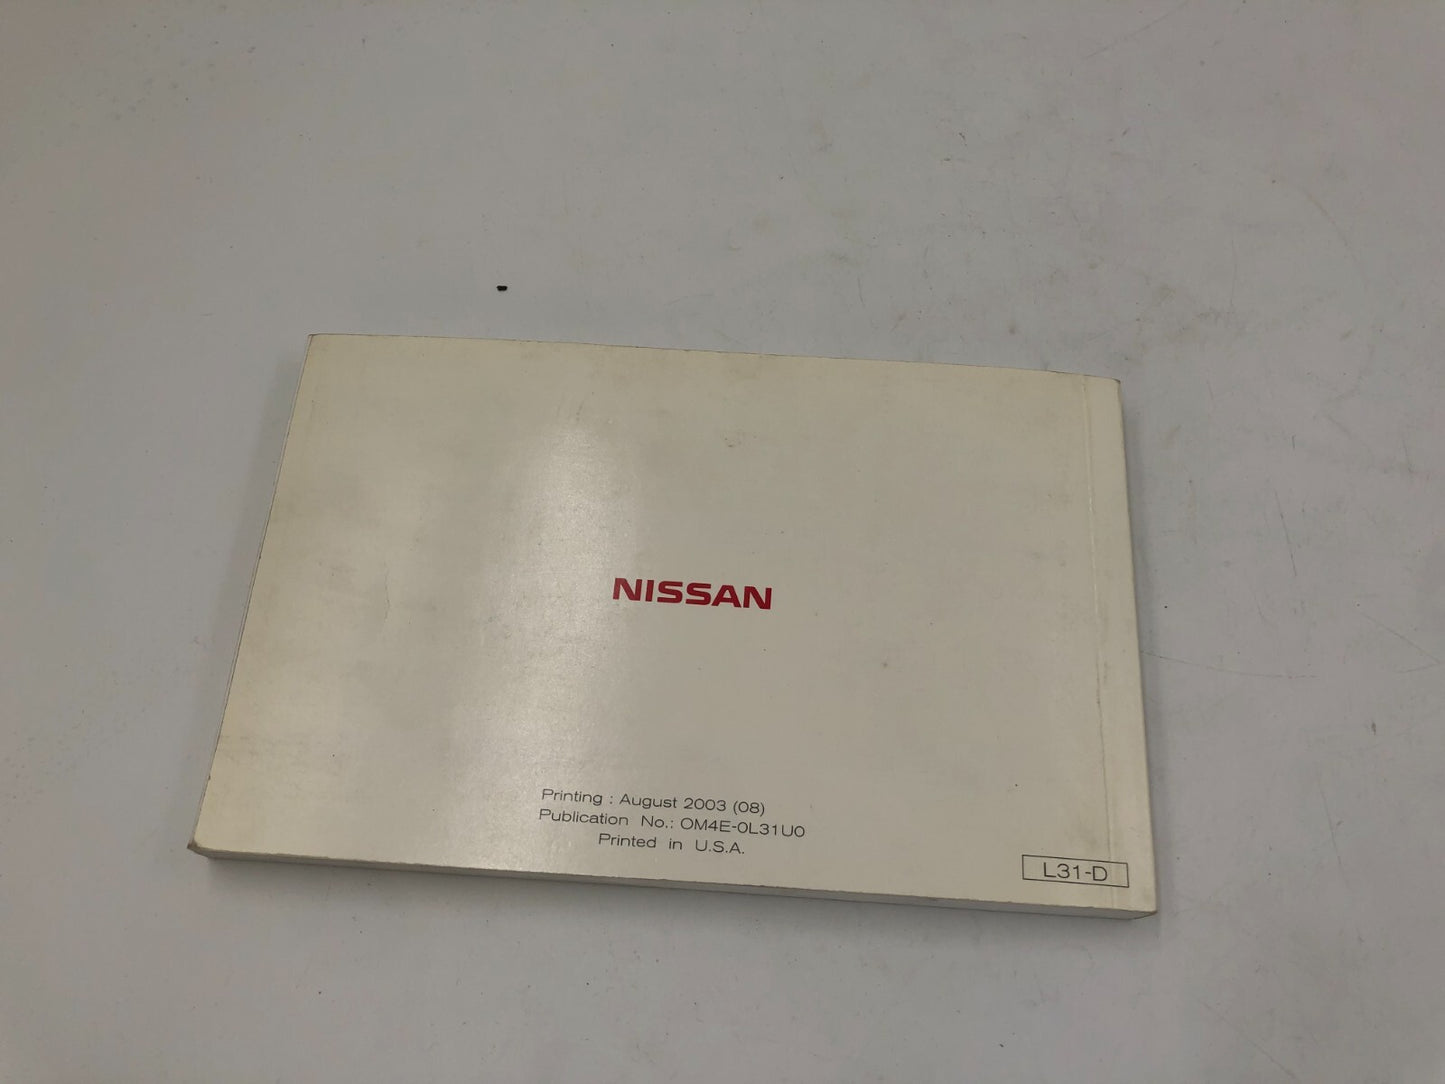 NISSAN
Printing : August 2003 (08)
Publication No.: OM4E-0L31U0
Printed in U.S.A.
L31-D